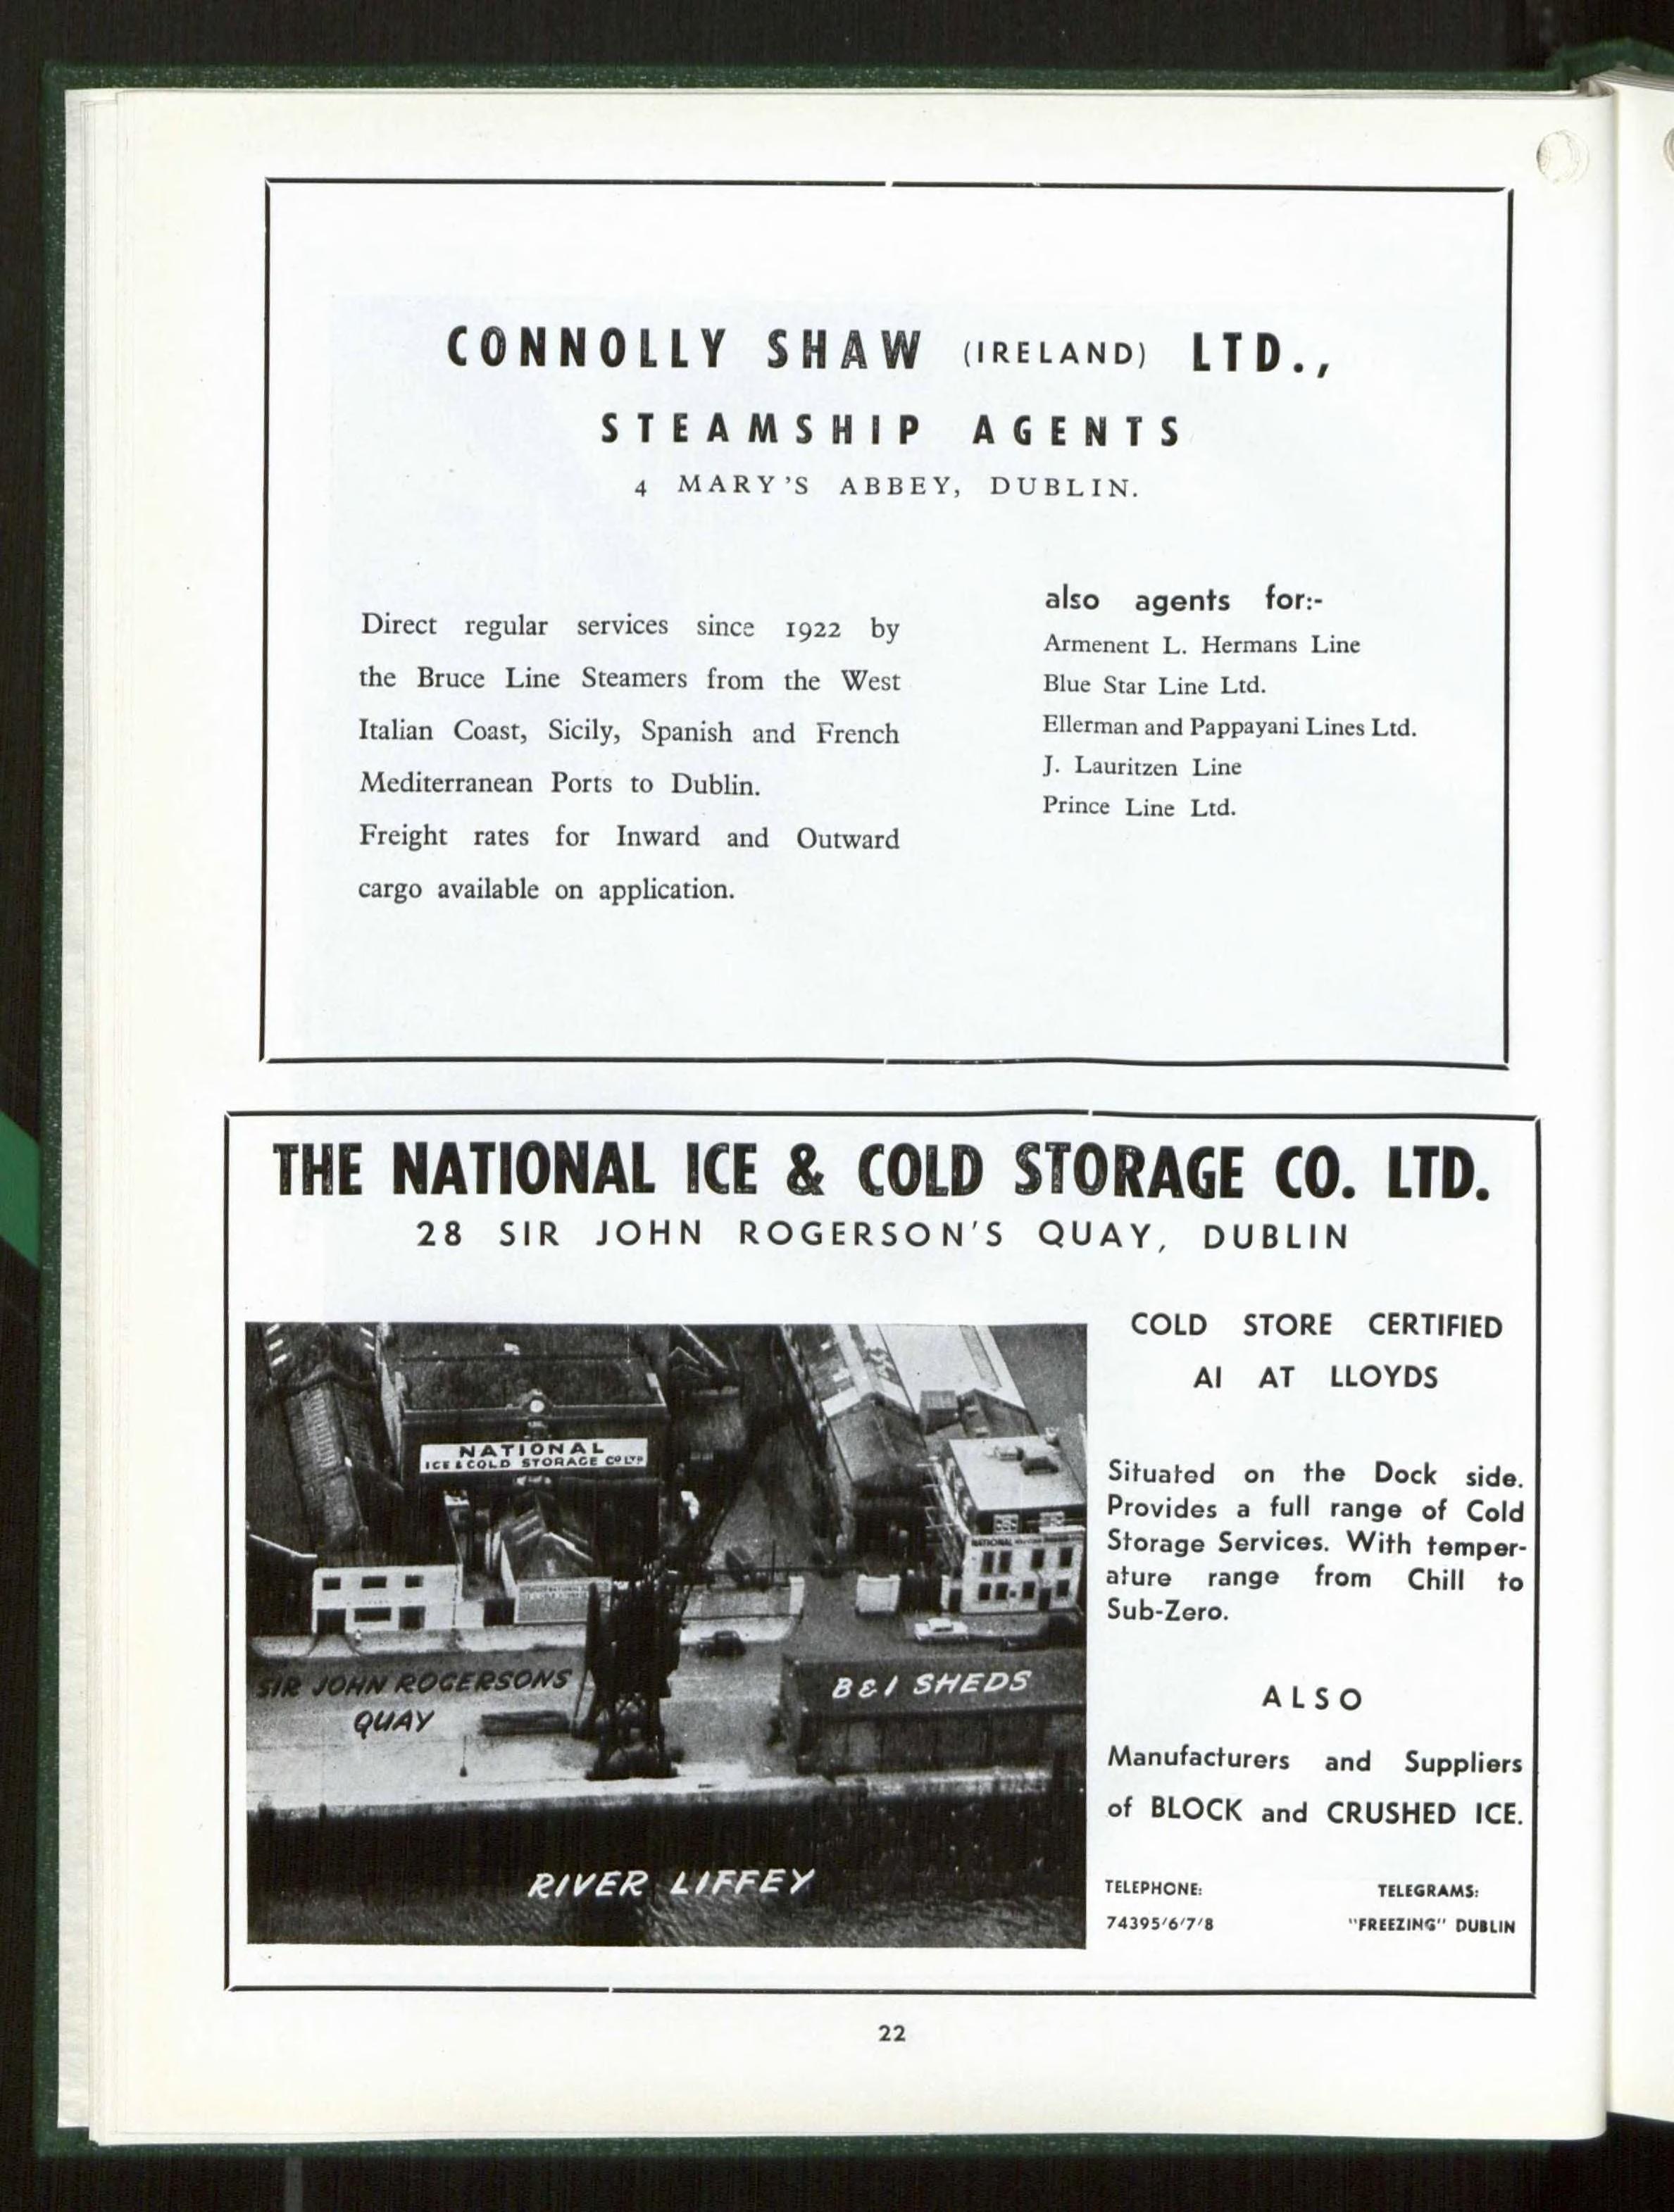 CONNOLLY SHAW (IRELAND) LTD.,
STEAMSHIP AGENTS
4 MARY'S ABBEY, DUBLIN.
Direct regular services since 1922 by
the Bruce Line Steamers from the West
Italian Coast, Sicily, Spanish and French
Mediterranean Ports to Dublin.
Freight rates for Inward and Outward
cargo available on application.
also agents for:-
Armenent L. Hermans Line
Blue Star Line Ltd.
Ellerman and Pappayani Lines Ltd.
J. Lauritzen Line
Prince Line Ltd.
THE NATIONAL ICE & COLD STORAGE CO. LTD.
28 SIR JOHN ROGERSON'S QUAY, DUBLIN
NATIONAL
ICE & COLD STORAGE CO LTD
NATIONAL
SIR JOHN ROGERSONS
QUAY
B & I SHEDS
RIVER LIFFEY
COLD STORE CERTIFIED
AI AT LLOYDS
Situated on the Dock side.
Provides a full range of Cold
Storage Services. With temper-
ature range from Chill to
Sub-Zero.
ALSO
Manufacturers and Suppliers
of BLOCK and CRUSHED ICE.
TELEPHONE:
74395/6/7/8
TELEGRAMS:
"FREEZING" DUBLIN
22